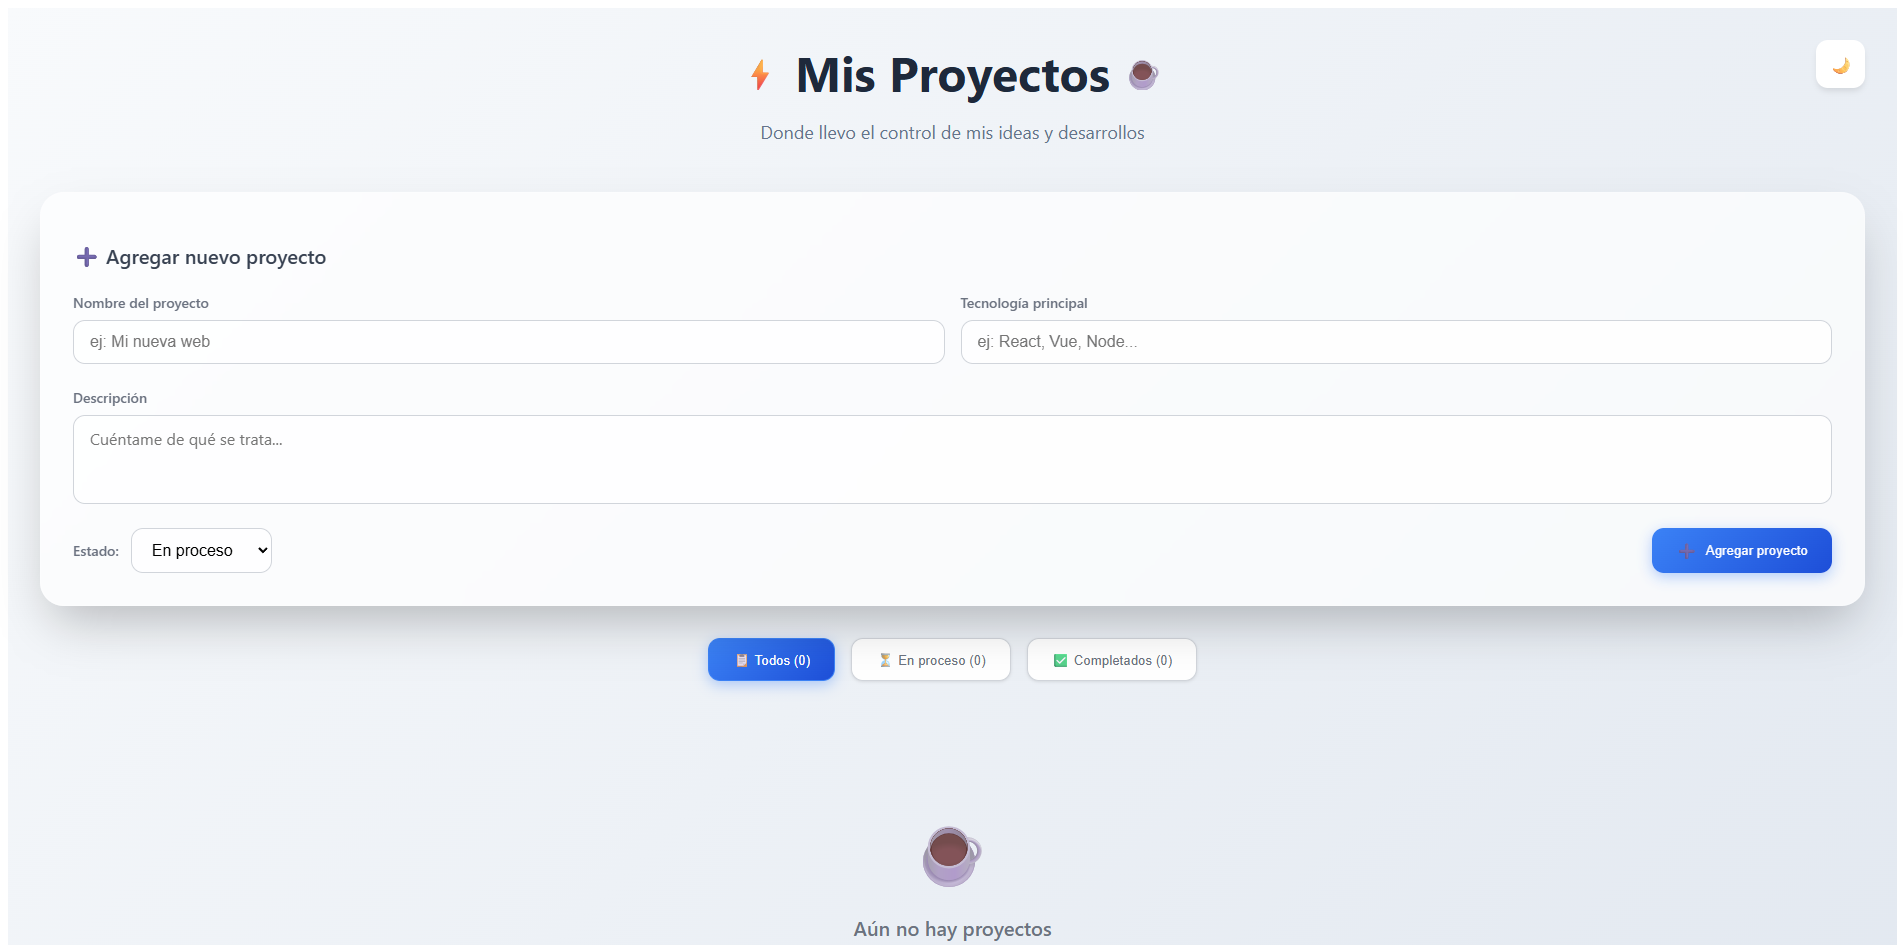 Mis Proyectos
Donde llevo el control de mis ideas y desarrollos
Agregar nuevo proyecto
Nombre del proyecto
Tecnología principal
ej: Mi nueva web
ej: React, Vue, Node...
Descripción
Cuéntame de qué se trata...
Estado:
En proceso
Agregar proyecto
Todos (0)
En proceso (0)
Completados (0)
Aún no hay proyectos